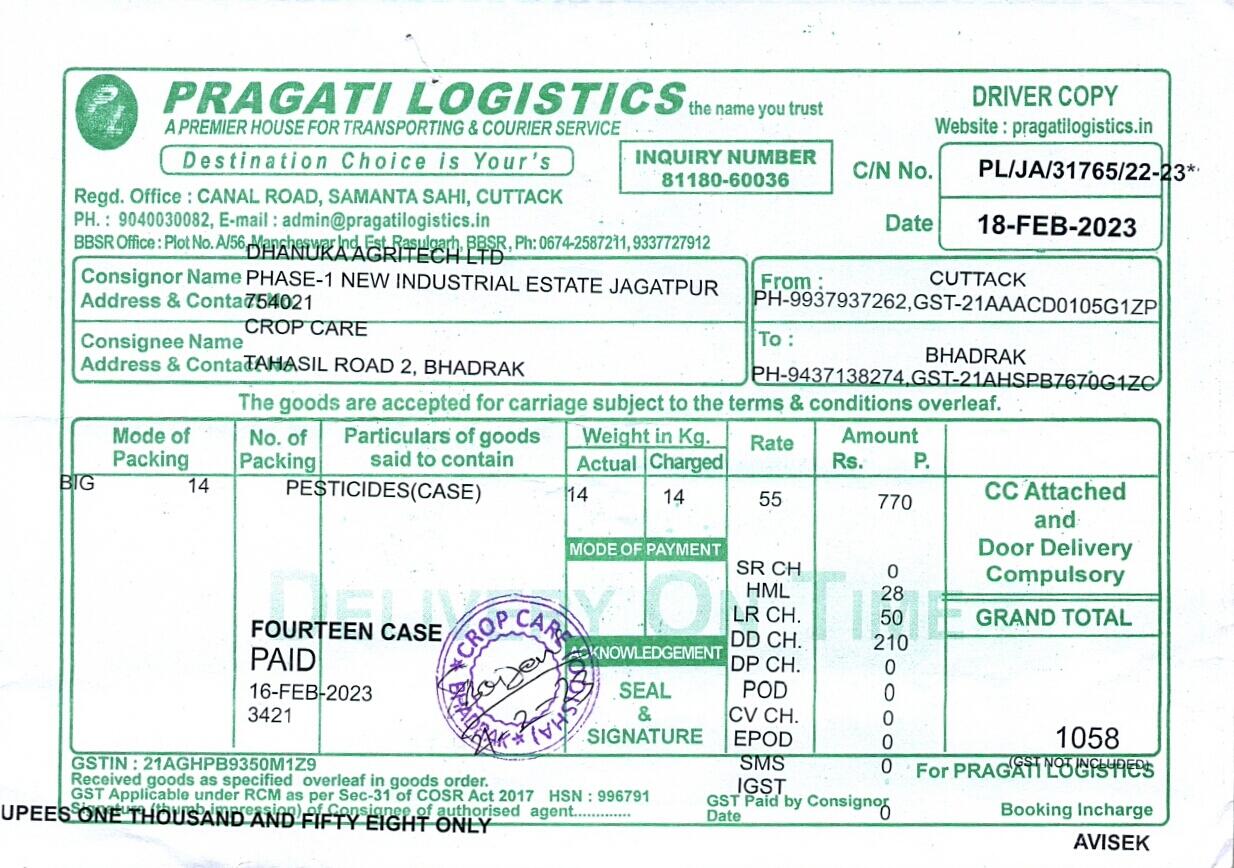 PRAGATI LOGISTICS the name you trust
A PREMIER HOUSE FOR TRANSPORTING & COURIER SERVICE
Destination Choice is Your's
DRIVER COPY
Website : pragatilogistics.in
INQUIRY NUMBER
81180-60036
C/N No. PL/JA/31765/22-23*
Date 18-FEB-2023
Regd. Office : CANAL ROAD, SAMANTA SAHI, CUTTACK
PH. : 9040030082, E-mail : admin@pragatilogistics.in
BBSR Office : Plot No. A/56, Mancheswar Ind. Est. Rasulgarh, BBSR, Ph: 0674-2587211, 9337727912
DHANUKA AGRITECH LTD
Consignor Name PHASE-1 NEW INDUSTRIAL ESTATE JAGATPUR
Address & Contact No. 754021
From : CUTTACK
PH-9937937262,GST-21AAACD0105G1ZP
CROP CARE
Consignee Name
Address & Contact No. TAHASIL ROAD 2, BHADRAK
To :
BHADRAK
PH-9437138274,GST-21AHSPB7670G1ZC
The goods are accepted for carriage subject to the terms & conditions overleaf.
Mode of Packing No. of Packing Particulars of goods said to contain Weight in Kg. Actual Charged Rate Amount Rs. P.
BIG 14 PESTICIDES(CASE) 14 14 55 770
CC Attached
and
Door Delivery
Compulsory
MODE OF PAYMENT
SR CH 0
HML 28
LR CH. 50
DD CH. 210
DP CH. 0
POD 0
CV CH. 0
EPOD 0
SMS 0
IGST
0
GRAND TOTAL
1058
(GST NOT INCLUDED)
DELIVERY ON TIME
FOURTEEN CASE
PAID
16-FEB-2023
3421
CROP CARE (ODISHA)
BHADRAK
ACKNOWLEDGEMENT
SEAL
&
SIGNATURE
GSTIN : 21AGHPB9350M1Z9
Received goods as specified overleaf in goods order.
GST Applicable under RCM as per Sec-31 of COSR Act 2017 HSN : 996791
Signature (thumb impression) of Consignee of authorised agent.............
UPEES ONE THOUSAND AND FIFTY EIGHT ONLY
GST Paid by Consignor
Date
For PRAGATI LOGISTICS
Booking Incharge
AVISEK